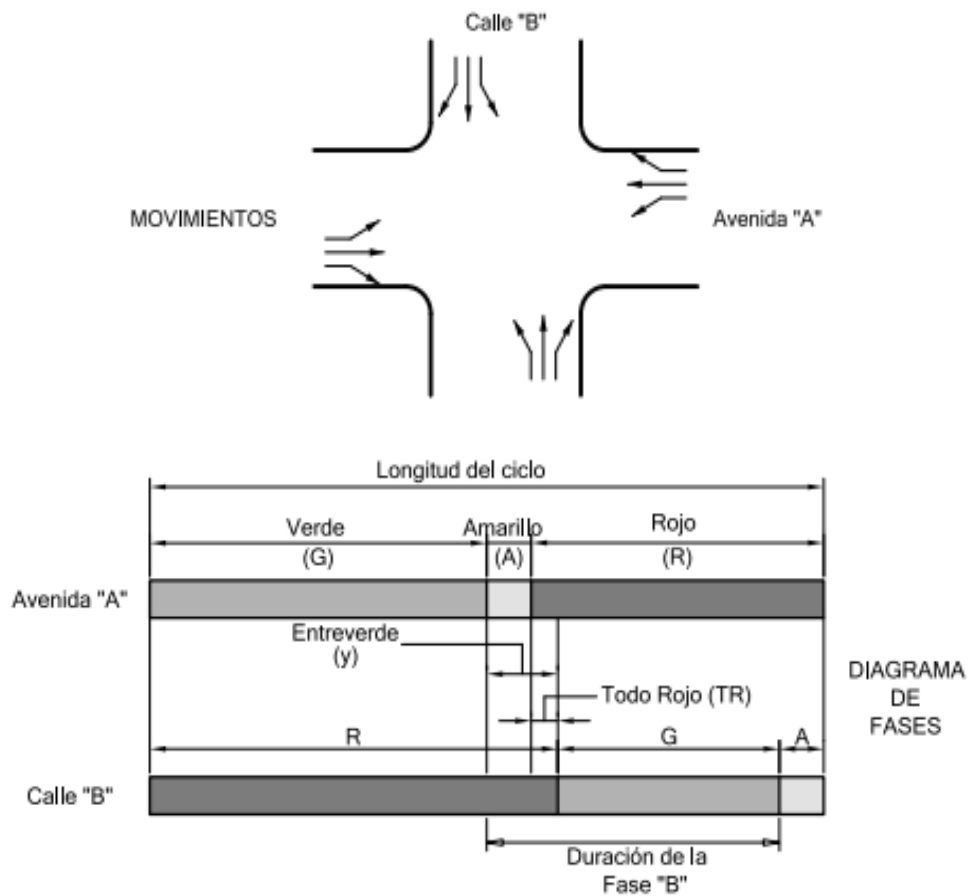 Calle "B"
MOVIMIENTOS
Avenida "A"
Longitud del ciclo
Verde
(G)
Amarillo
(A)
Rojo
(R)
Avenida "A"
Entreverde
(y)
Todo Rojo (TR)
DIAGRAMA
DE
FASES
R
G
A
Calle "B"
Duración de la
Fase "B"